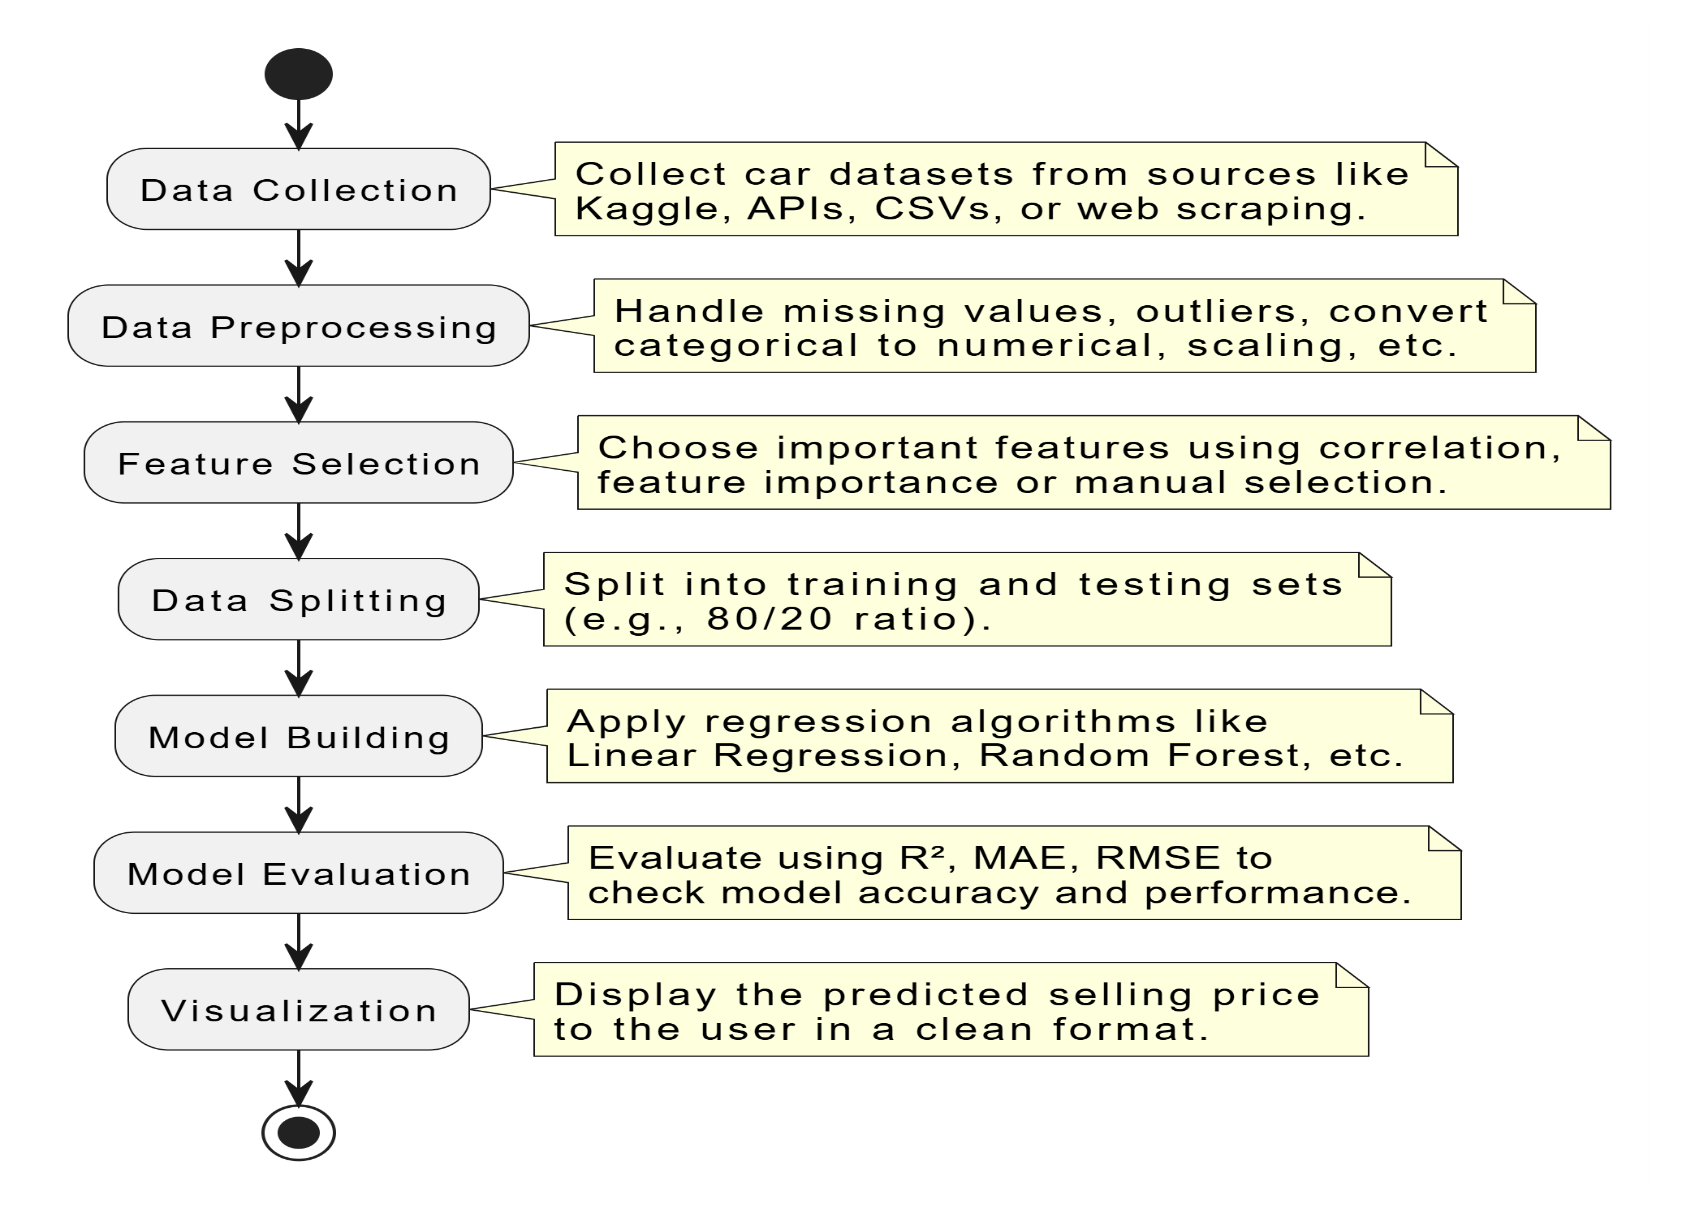 Data Collection
Collect car datasets from sources like
Kaggle, APIs, CSVs, or web scraping.
Data Preprocessing
Handle missing values, outliers, convert
categorical to numerical, scaling, etc.
Feature Selection
Choose important features using correlation,
feature importance or manual selection.
Data Splitting
Split into training and testing sets
(e.g., 80/20 ratio).
Model Building
Apply regression algorithms like
Linear Regression, Random Forest, etc.
Model Evaluation
Evaluate using R², MAE, RMSE to
check model accuracy and performance.
Visualization
Display the predicted selling price
to the user in a clean format.